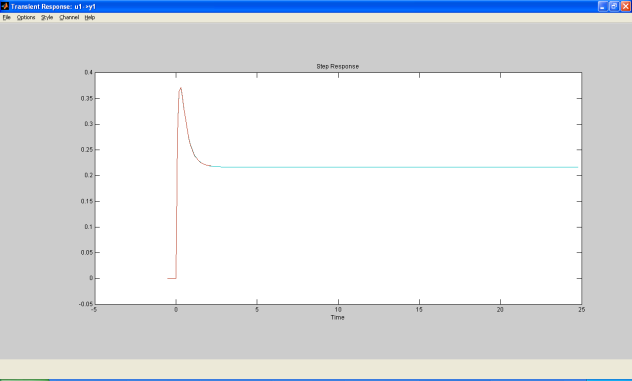 Transient Response: u1->y1
File Options Style Channel Help
Step Response
0.4
0.35
0.3
0.25
0.2
0.15
0.1
0.05
0
-0.05
-5 0 5 10 15 20 25
Time